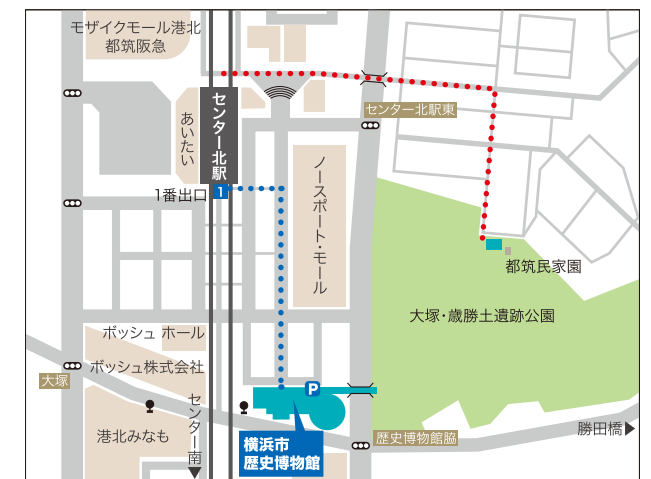 モザイクモール港北
都筑阪急
センター北駅東
センター北駅
あいたい
1番出口
1
ノースポート・モール
都筑民家園
大塚・歳勝土遺跡公園
ボッシュ ホール
ボッシュ株式会社
大塚
P
センター南
港北みなも
横浜市
歴史博物館
歴史博物館脇
勝田橋